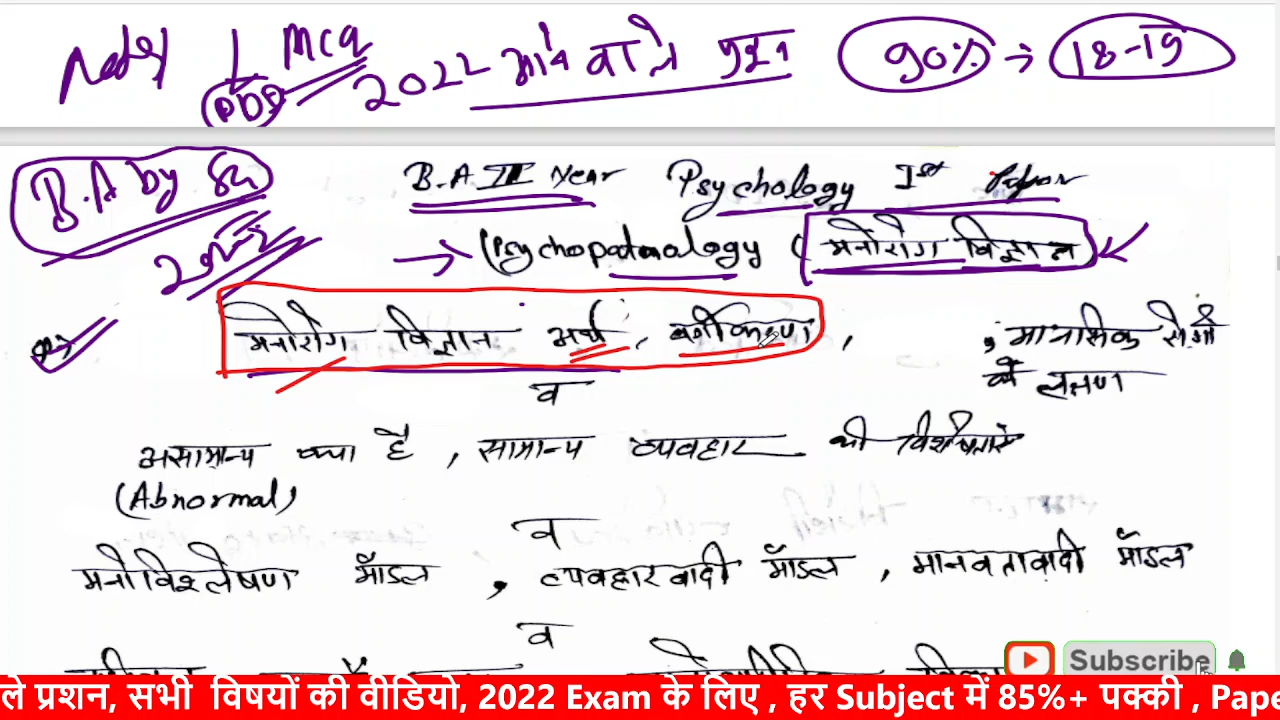 Notes MCQ
PDF 2022 आने वाले प्रश्न 90% → 18-19
B.A by
B.A II Year Psychology Ist Paper
2022 → (Psychopathology (मनोरोग विज्ञान)
मनोरोग विज्ञान अर्थ, वर्गीकरण, , मानसिक रोगी
के लक्षण
व
असामान्य क्या है, सामान्य व्यवहार की विशेषताएं
(Abnormal)
व
मनोविश्लेषण मॉडल, व्यवहारवादी मॉडल, मानवतावादी मॉडल
व
Subscribe
ले प्रशन, सभी विषयों की वीडियो, 2022 Exam के लिए , हर Subject में 85%+ पक्की , Pape